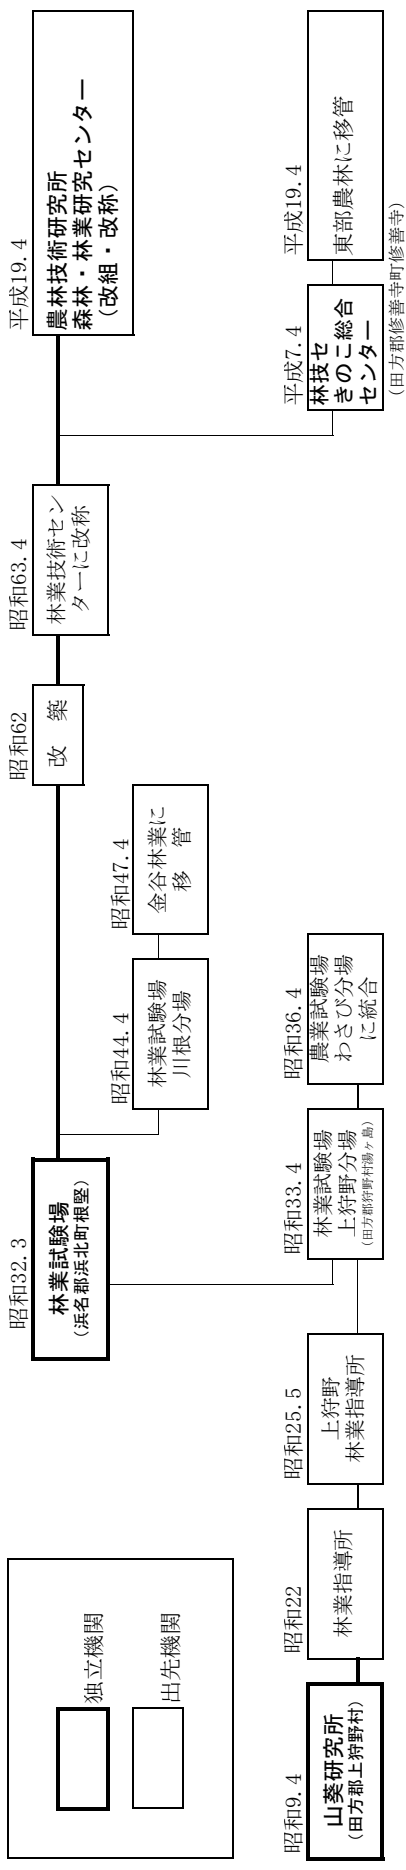 独立機関
出先機関
昭和32.3
林業試験場
(浜名郡浜北町根堅)
昭和44.4
林業試験場
川根分場
昭和47.4
金谷林業に
移　管
昭和62
改　築
昭和63.4
林業技術セン
ターに改称
平成19.4
農林技術研究所
森林・林業研究センター
(改組・改称)
昭和9.4
山葵研究所
(田方郡上狩野村)
昭和22
林業指導所
昭和25.5
上狩野
林業指導所
昭和33.4
林業試験場
上狩野分場
(田方郡狩野村湯ヶ島)
昭和36.4
農業試験場
わさび分場
に統合
平成7.4
林技セ
きのこ総合
センター
(田方郡修善寺町修善寺)
平成19.4
東部農林に移管